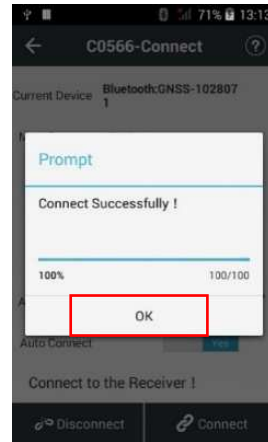 71% 13:13
C0566-Connect ?
Current Device Bluetooth:GNSS-102807
1
Prompt
Connect Successfully !
100% 100/100
OK
Auto Connect Yes
Connect to the Receiver !
Disconnect Connect